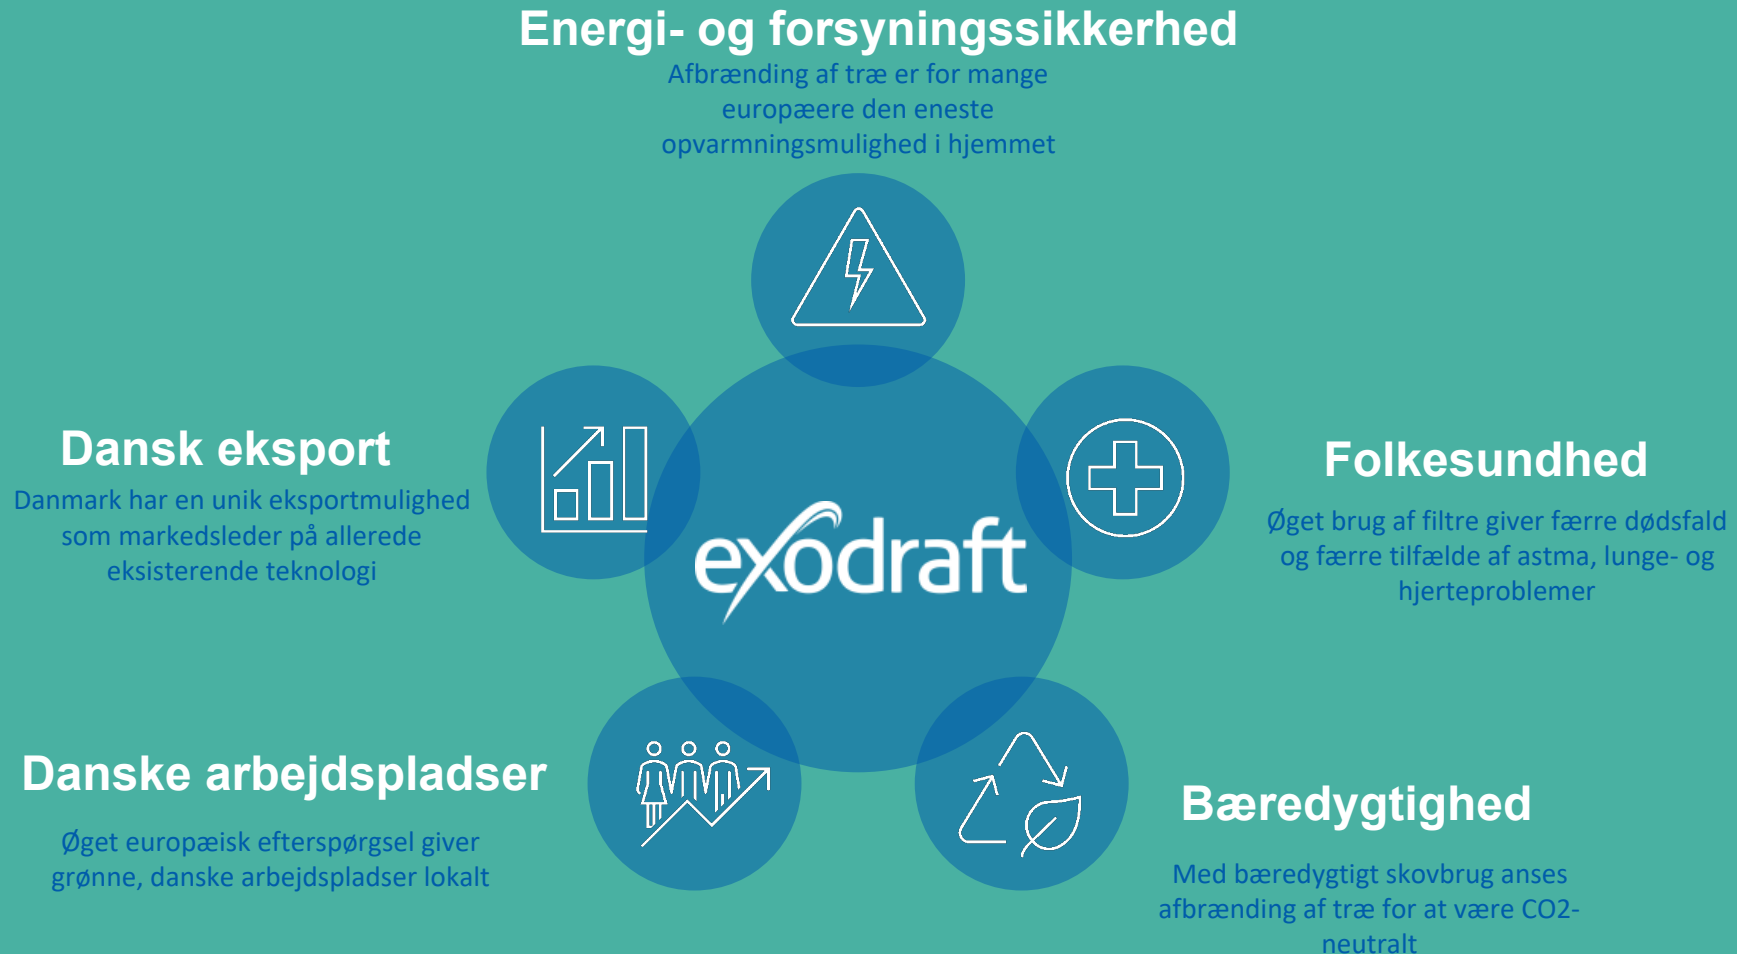 Energi- og forsyningssikkerhed
Afbrænding af træ er for mange
europæere den eneste
opvarmningsmulighed i hjemmet
Dansk eksport
Danmark har en unik eksportmulighed
som markedsleder på allerede
eksisterende teknologi
exodraft
Folkesundhed
Øget brug af filtre giver færre dødsfald
og færre tilfælde af astma, lunge- og
hjerteproblemer
Danske arbejdspladser
Øget europæisk efterspørgsel giver
grønne, danske arbejdspladser lokalt
Bæredygtighed
Med bæredygtigt skovbrug anses
afbrænding af træ for at være CO2-
neutralt